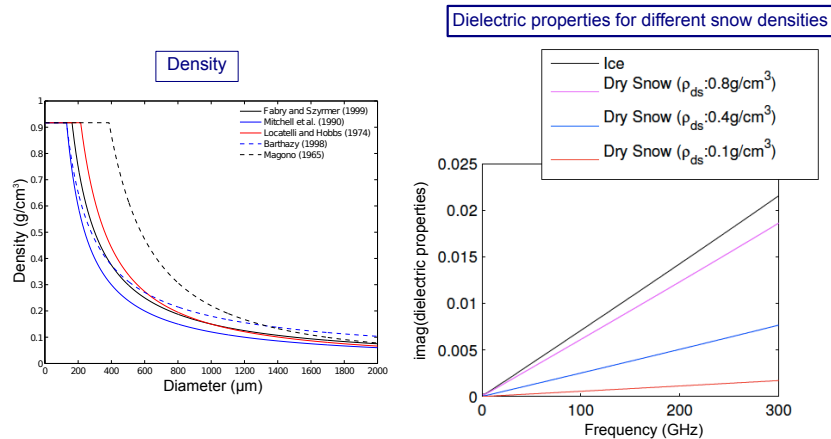 Dielectric properties for different snow densities
Density
Fabry and Szyrmer (1999)
Mitchell et al. (1990)
Locatelli and Hobbs (1974)
Barthazy (1998)
Magono (1965)
1
0.9
0.8
0.7
0.6
0.5
0.4
0.3
0.2
0.1
0
Density (g/cm³)
0 200 400 600 800 1000 1200 1400 1600 1800 2000
Diameter (µm)
Ice
Dry Snow (ρds:0.8g/cm³)
Dry Snow (ρds:0.4g/cm³)
Dry Snow (ρds:0.1g/cm³)
0.025
0.02
0.015
0.01
0.005
0
imag(dielectric properties)
0 100 200 300
Frequency (GHz)